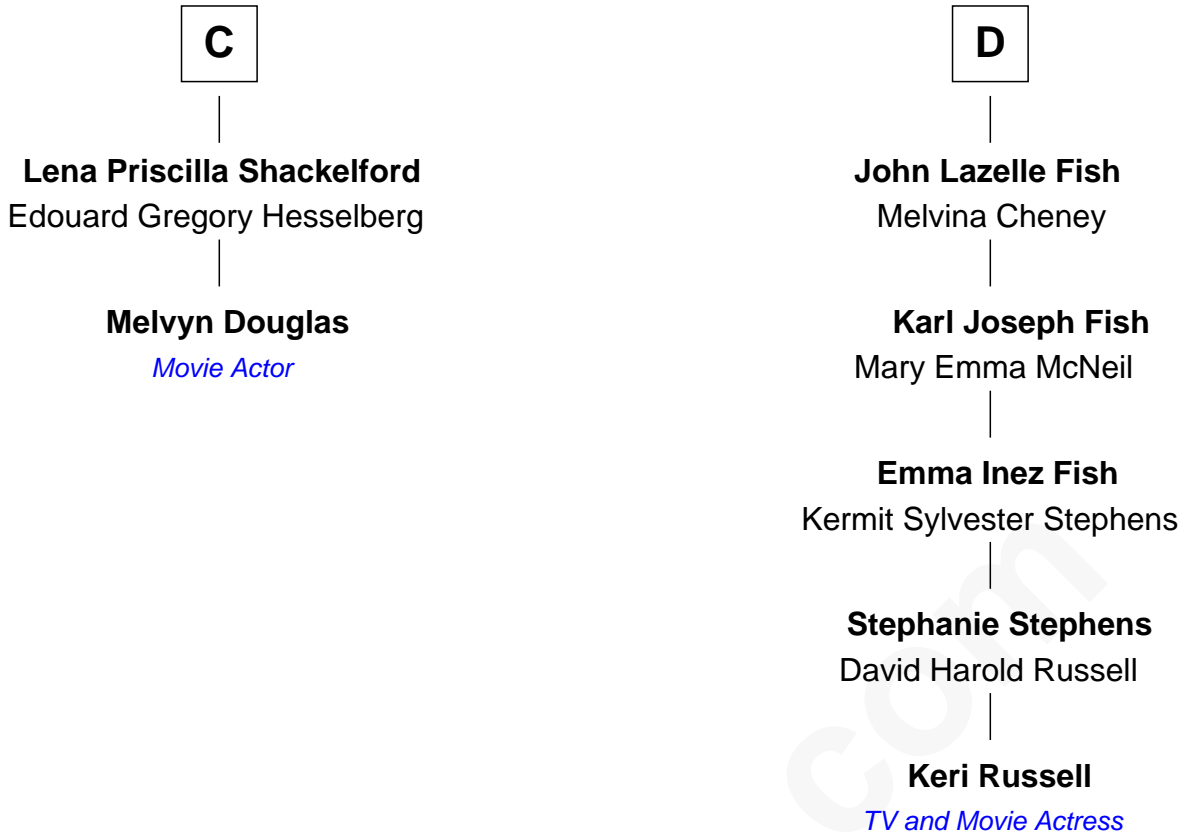 C
Lena Priscilla Shackelford
Edouard Gregory Hesselberg
Melvyn Douglas
Movie Actor
D
John Lazelle Fish
Melvina Cheney
Karl Joseph Fish
Mary Emma McNeil
Emma Inez Fish
Kermit Sylvester Stephens
Stephanie Stephens
David Harold Russell
Keri Russell
TV and Movie Actress
com